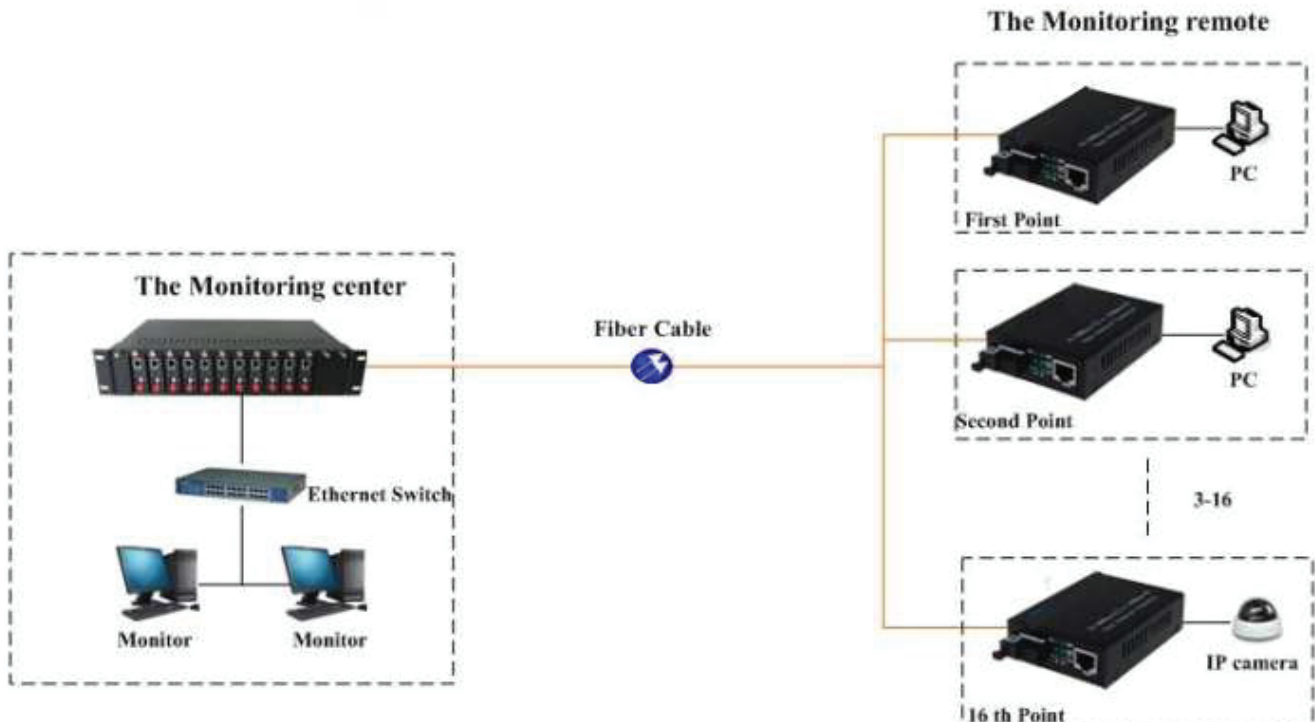 The Monitoring remote
PC
First Point
The Monitoring center
Fiber Cable
PC
Second Point
Ethernet Switch
3-16
Monitor
Monitor
IP camera
16 th Point